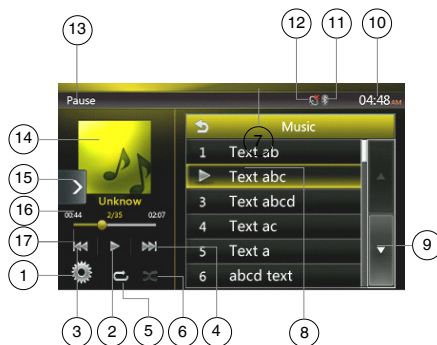 12 11 10
13
Pause 04:48 AM
14
7 Music
1 Text ab
Text abc
15
Unknow
3 Text abcd
16
00:44 2/35 02:07
4 Text ac
17
9
5 Text a
1
6 abcd text
3 2 5 6 4 8